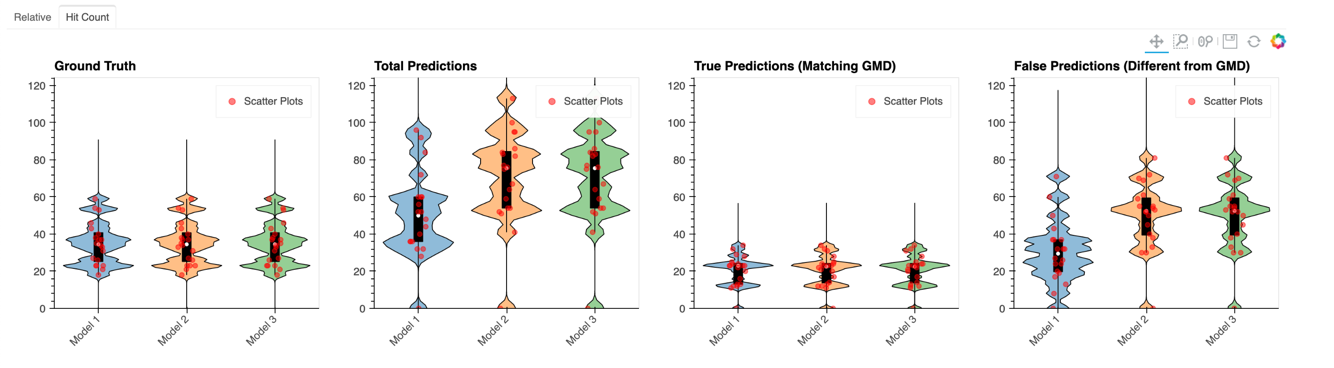 Relative Hit Count
Ground Truth
120
100
80
60
40
20
0
Scatter Plots
Model 1
Model 2
Model 3
Total Predictions
120
100
80
60
40
20
0
Scatter Plots
Model 1
Model 2
Model 3
True Predictions (Matching GMD)
120
100
80
60
40
20
0
Scatter Plots
Model 1
Model 2
Model 3
False Predictions (Different from GMD)
120
100
80
60
40
20
0
Scatter Plots
Model 1
Model 2
Model 3